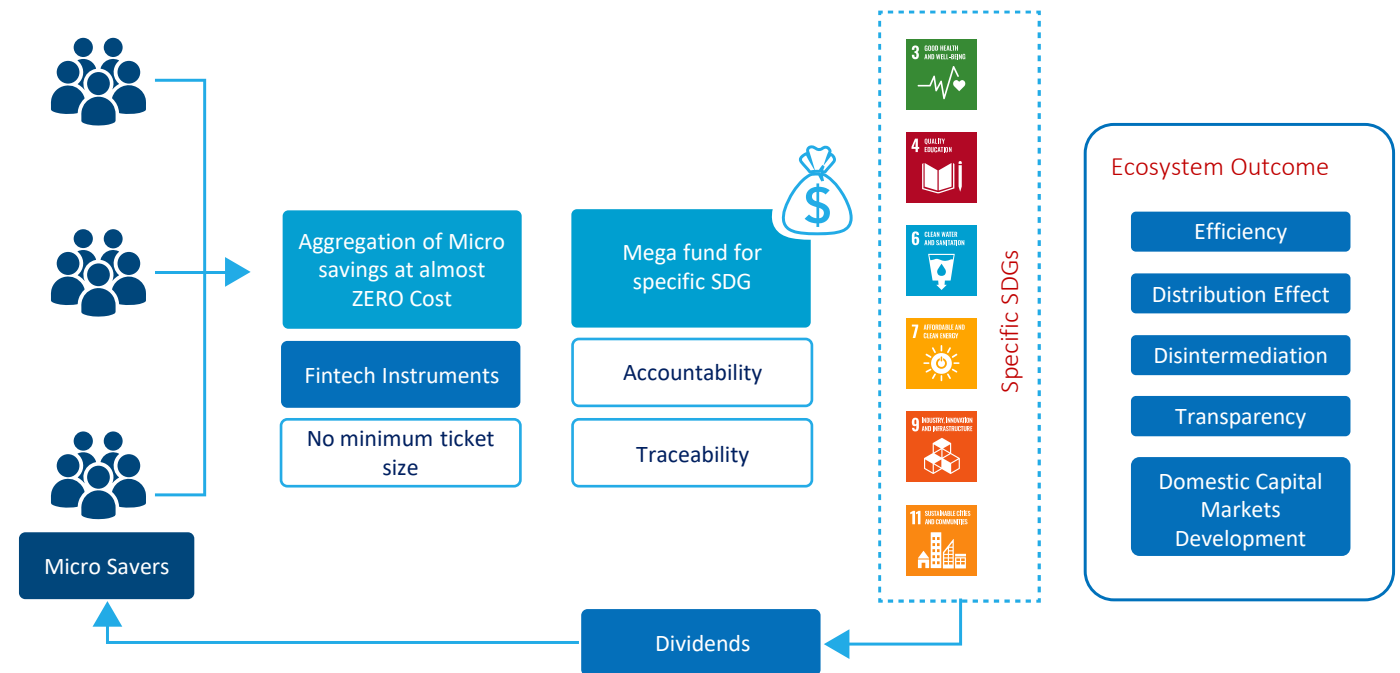 Micro Savers
Aggregation of Micro
savings at almost
ZERO Cost
Fintech Instruments
No minimum ticket
size
$
Mega fund for
specific SDG
Accountability
Traceability
3 GOOD HEALTH
AND WELL-BEING
4 QUALITY
EDUCATION
6 CLEAN WATER
AND SANITATION
7 AFFORDABLE AND
CLEAN ENERGY
9 INDUSTRY, INNOVATION
AND INFRASTRUCTURE
11 SUSTAINABLE CITIES
AND COMMUNITIES
Specific SDGs
Dividends
Ecosystem Outcome
Efficiency
Distribution Effect
Disintermediation
Transparency
Domestic Capital
Markets
Development